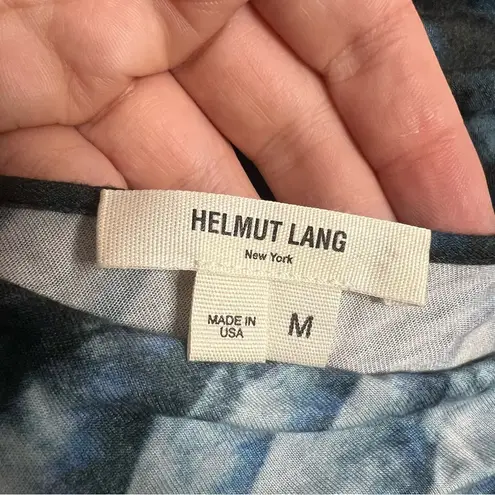 HELMUT LANG
New York
MADE IN
USA
M